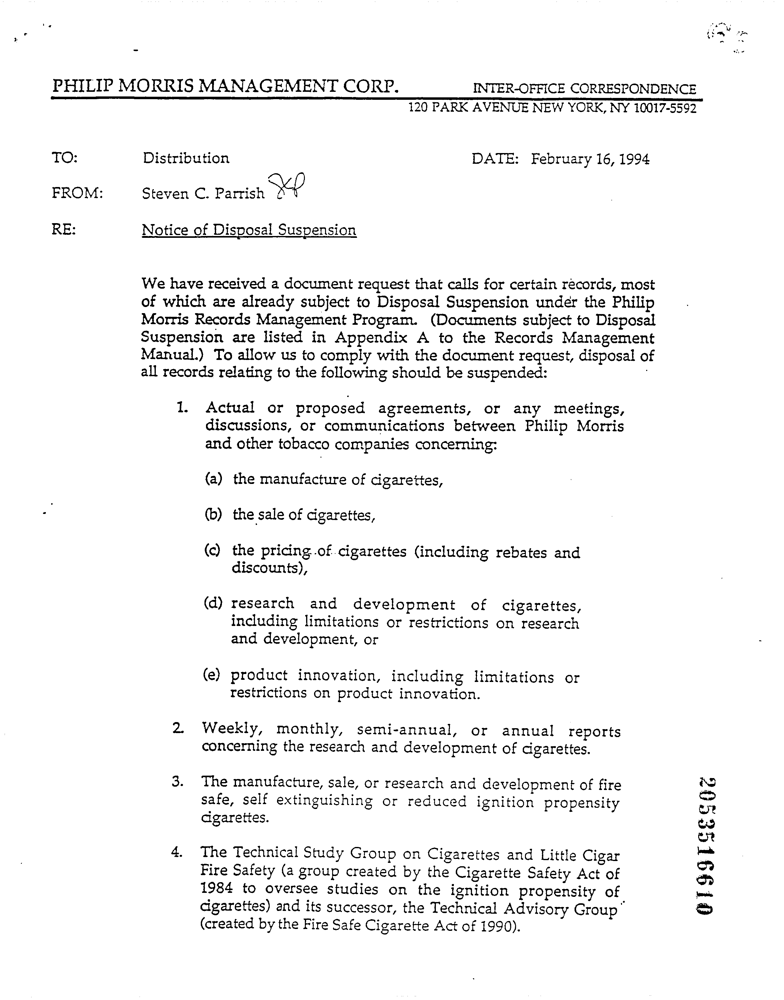 PHILIP MORRIS MANAGEMENT CORP. INTER-OFFICE CORRESPONDENCE
120 PARK AVENUE NEW YORK, NY 10017-5592
TO: Distribution DATE: February 16, 1994
FROM: Steven C. Parrish
RE: Notice of Disposal Suspension
We have received a document request that calls for certain records, most
of which are already subject to Disposal Suspension under the Philip
Morris Records Management Program. (Documents subject to Disposal
Suspension are listed in Appendix A to the Records Management
Manual.) To allow us to comply with the document request, disposal of
all records relating to the following should be suspended:
1. Actual or proposed agreements, or any meetings,
discussions, or communications between Philip Morris
and other tobacco companies concerning:
(a) the manufacture of cigarettes,
(b) the sale of cigarettes,
(c) the pricing of cigarettes (including rebates and
discounts),
(d) research and development of cigarettes,
including limitations or restrictions on research
and development, or
(e) product innovation, including limitations or
restrictions on product innovation.
2. Weekly, monthly, semi-annual, or annual reports
concerning the research and development of cigarettes.
3. The manufacture, sale, or research and development of fire
safe, self extinguishing or reduced ignition propensity
cigarettes.
4. The Technical Study Group on Cigarettes and Little Cigar
Fire Safety (a group created by the Cigarette Safety Act of
1984 to oversee studies on the ignition propensity of
cigarettes) and its successor, the Technical Advisory Group
(created by the Fire Safe Cigarette Act of 1990).
2053516610